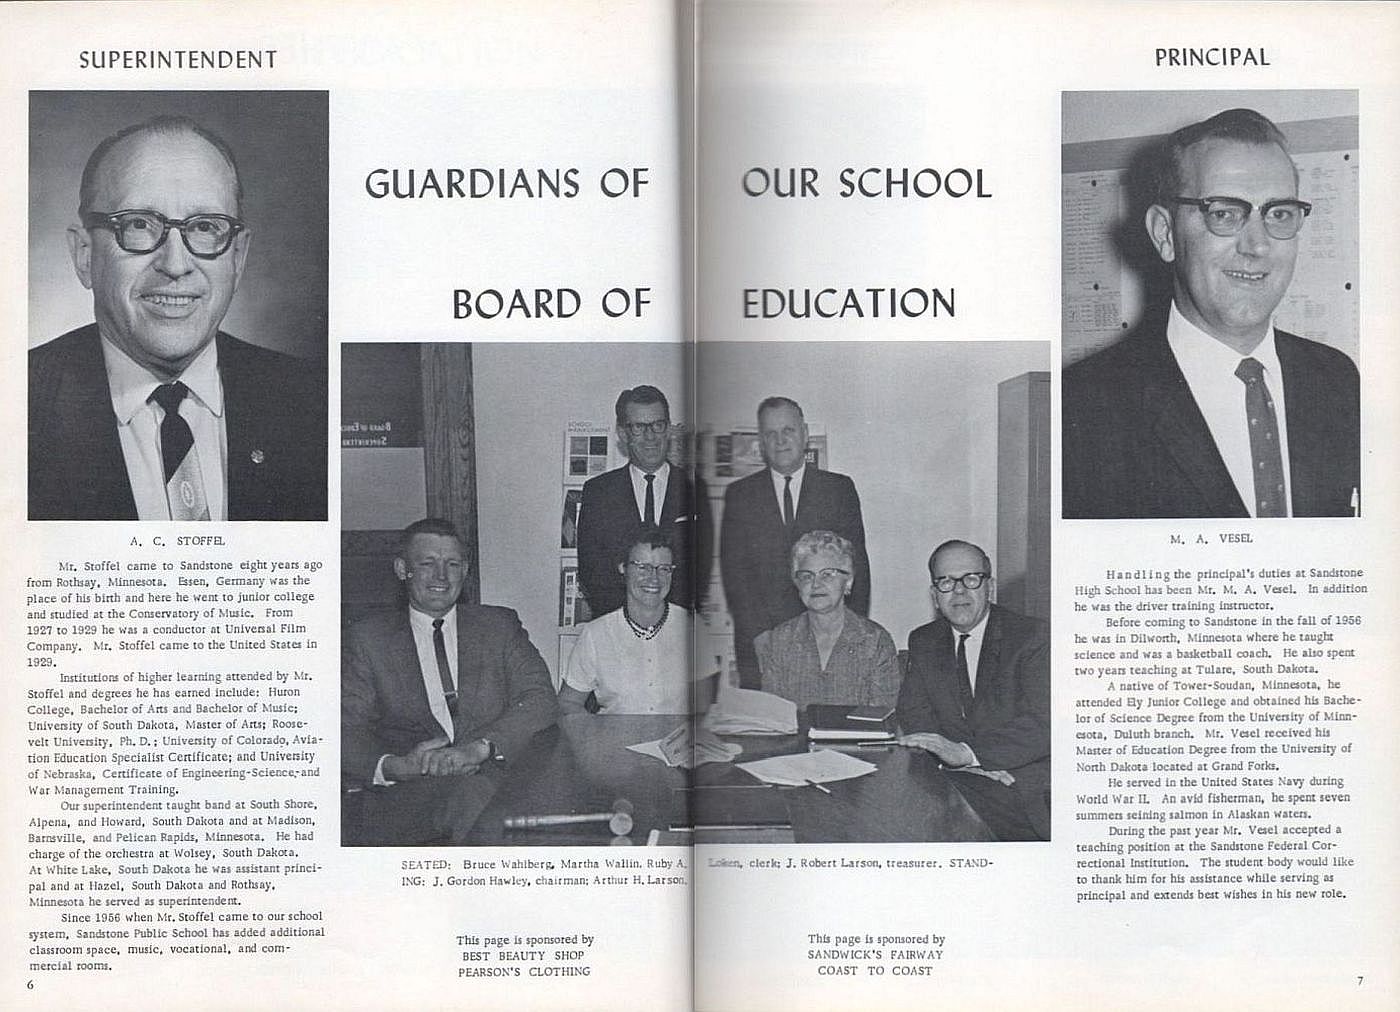 SUPERINTENDENT
A. C. STOFFEL
Mr. Stoffel came to Sandstone eight years ago
from Rothsay, Minnesota. Essen, Germany was the
place of his birth and here he went to junior college
and studied at the Conservatory of Music. From
1927 to 1929 he was a conductor at Universal Film
Company. Mr. Stoffel came to the United States in
1929.
Institutions of higher learning attended by Mr.
Stoffel and degrees he has earned include: Huron
College, Bachelor of Arts and Bachelor of Music;
University of South Dakota, Master of Arts; Roose-
velt University, Ph. D.; University of Colorado, Avia-
tion Education Specialist Certificate; and University
of Nebraska, Certificate of Engineering-Science, and
War Management Training.
Our superintendent taught band at South Shore,
Alpena, and Howard, South Dakota and at Madison,
Barnsville, and Pelican Rapids, Minnesota. He had
charge of the orchestra at Wolsey, South Dakota.
At White Lake, South Dakota he was assistant princi-
pal and at Hazel, South Dakota and Rothsay,
Minnesota he served as superintendent.
Since 1956 when Mr. Stoffel came to our school
system, Sandstone Public School has added additional
classroom space, music, vocational, and com-
mercial rooms.
6
GUARDIANS OF OUR SCHOOL
BOARD OF EDUCATION
SCHOOL
MANAGEMENT
SEATED: Bruce Wahlberg, Martha Wallin, Ruby A. Loken, clerk; J. Robert Larson, treasurer. STAND-
ING: J. Gordon Hawley, chairman; Arthur H. Larson.
This page is sponsored by
BEST BEAUTY SHOP
PEARSON'S CLOTHING
This page is sponsored by
SANDWICK'S FAIRWAY
COAST TO COAST
PRINCIPAL
M. A. VESEL
Handling the principal's duties at Sandstone
High School has been Mr. M. A. Vesel. In addition
he was the driver training instructor.
Before coming to Sandstone in the fall of 1956
he was in Dilworth, Minnesota where he taught
science and was a basketball coach. He also spent
two years teaching at Tulare, South Dakota.
A native of Tower-Soudan, Minnesota, he
attended Ely Junior College and obtained his Bache-
lor of Science Degree from the University of Minn-
esota, Duluth branch. Mr. Vesel received his
Master of Education Degree from the University of
North Dakota located at Grand Forks.
He served in the United States Navy during
World War II. An avid fisherman, he spent seven
summers seining salmon in Alaskan waters.
During the past year Mr. Vesel accepted a
teaching position at the Sandstone Federal Cor-
rectional Institution. The student body would like
to thank him for his assistance while serving as
principal and extends best wishes in his new role.
7